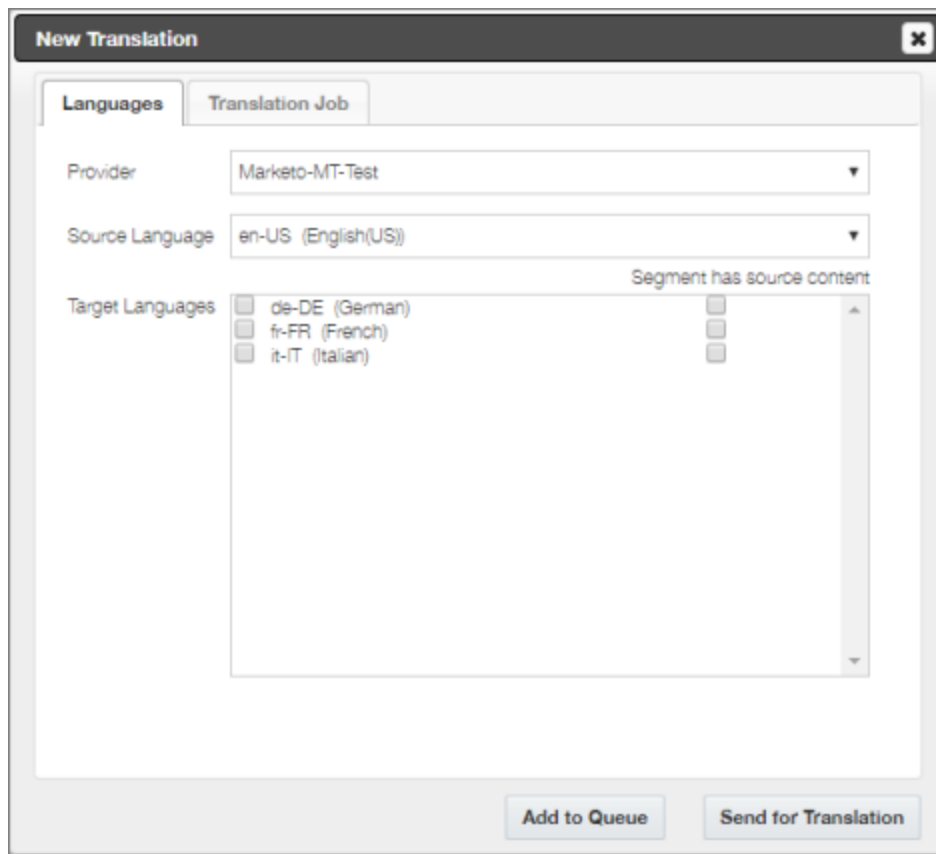 New Translation
Languages Translation Job
Provider Marketo-MT-Test
Source Language en-US (English(US))
Segment has source content
Target Languages de-DE (German)
fr-FR (French)
it-IT (Italian)
Add to Queue Send for Translation